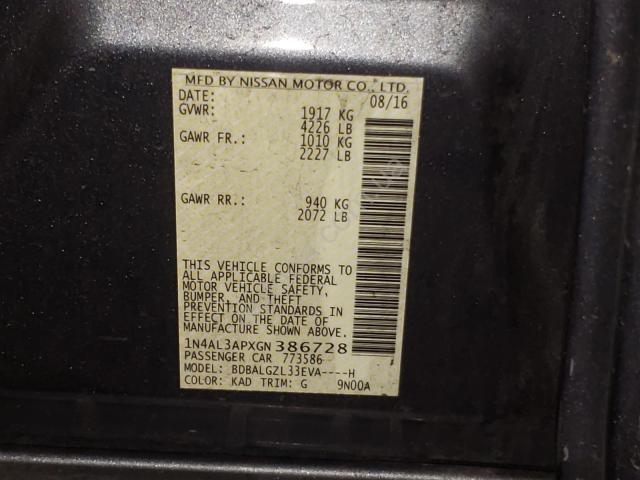 MFD BY NISSAN MOTOR CO., LTD.
DATE: 08/16
GVWR: 1917 KG
4226 LB
GAWR FR.: 1010 KG
2227 LB
GAWR RR.: 940 KG
2072 LB
THIS VEHICLE CONFORMS TO
ALL APPLICABLE FEDERAL
MOTOR VEHICLE SAFETY,
BUMPER, AND THEFT
PREVENTION STANDARDS IN
EFFECT ON THE DATE OF
MANUFACTURE SHOWN ABOVE.
1N4AL3APXGN386728
PASSENGER CAR 773586
MODEL: BDBALGZL33EVA----H
COLOR: KAD TRIM: G 9N00A